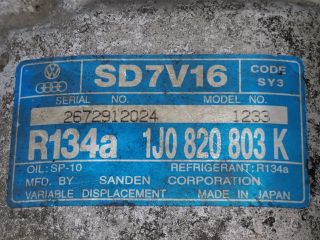 SD7V16 CODE SY3
SERIAL NO. MODEL NO.
2672912024 1233
R134a 1J0 820 803 K
OIL: SP-10 REFRIGERANT: R134a
MFG. BY SANDEN CORPORATION
VARIABLE DISPLACEMENT MADE IN JAPAN